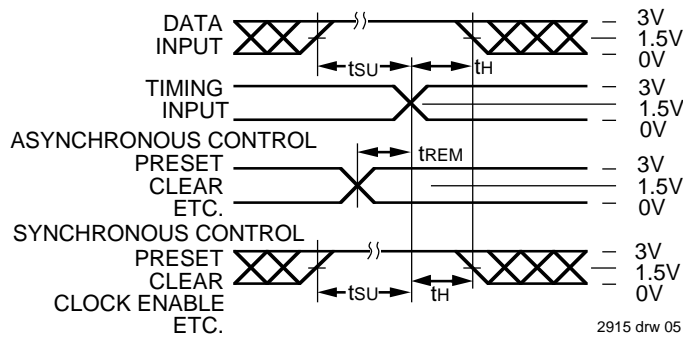 DATA
INPUT
3V
1.5V
0V
tSU
tH
TIMING
INPUT
3V
1.5V
0V
ASYNCHRONOUS CONTROL
PRESET
CLEAR
ETC.
tREM
3V
1.5V
0V
SYNCHRONOUS CONTROL
PRESET
CLEAR
CLOCK ENABLE
ETC.
tSU
tH
3V
1.5V
0V
2915 drw 05